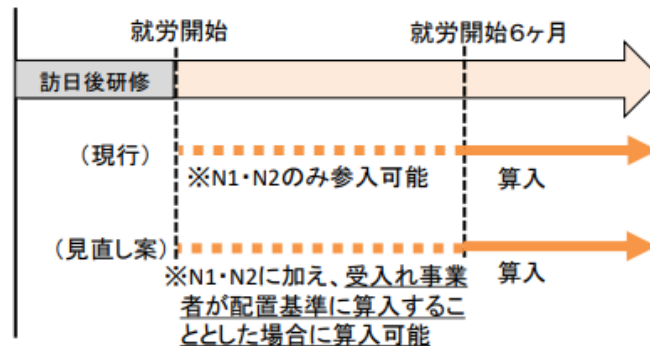 就労開始
就労開始6ヶ月
訪日後研修
(現行)
※N1・N2のみ参入可能
算入
(見直し案)
※N1・N2に加え、受入れ事業
者が配置基準に算入するこ
ととした場合に算入可能
算入